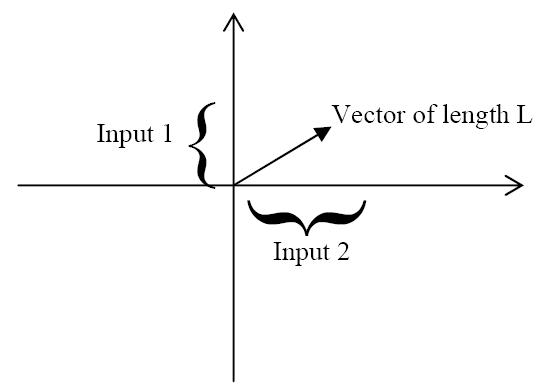 Vector of length L
Input 1
Input 2